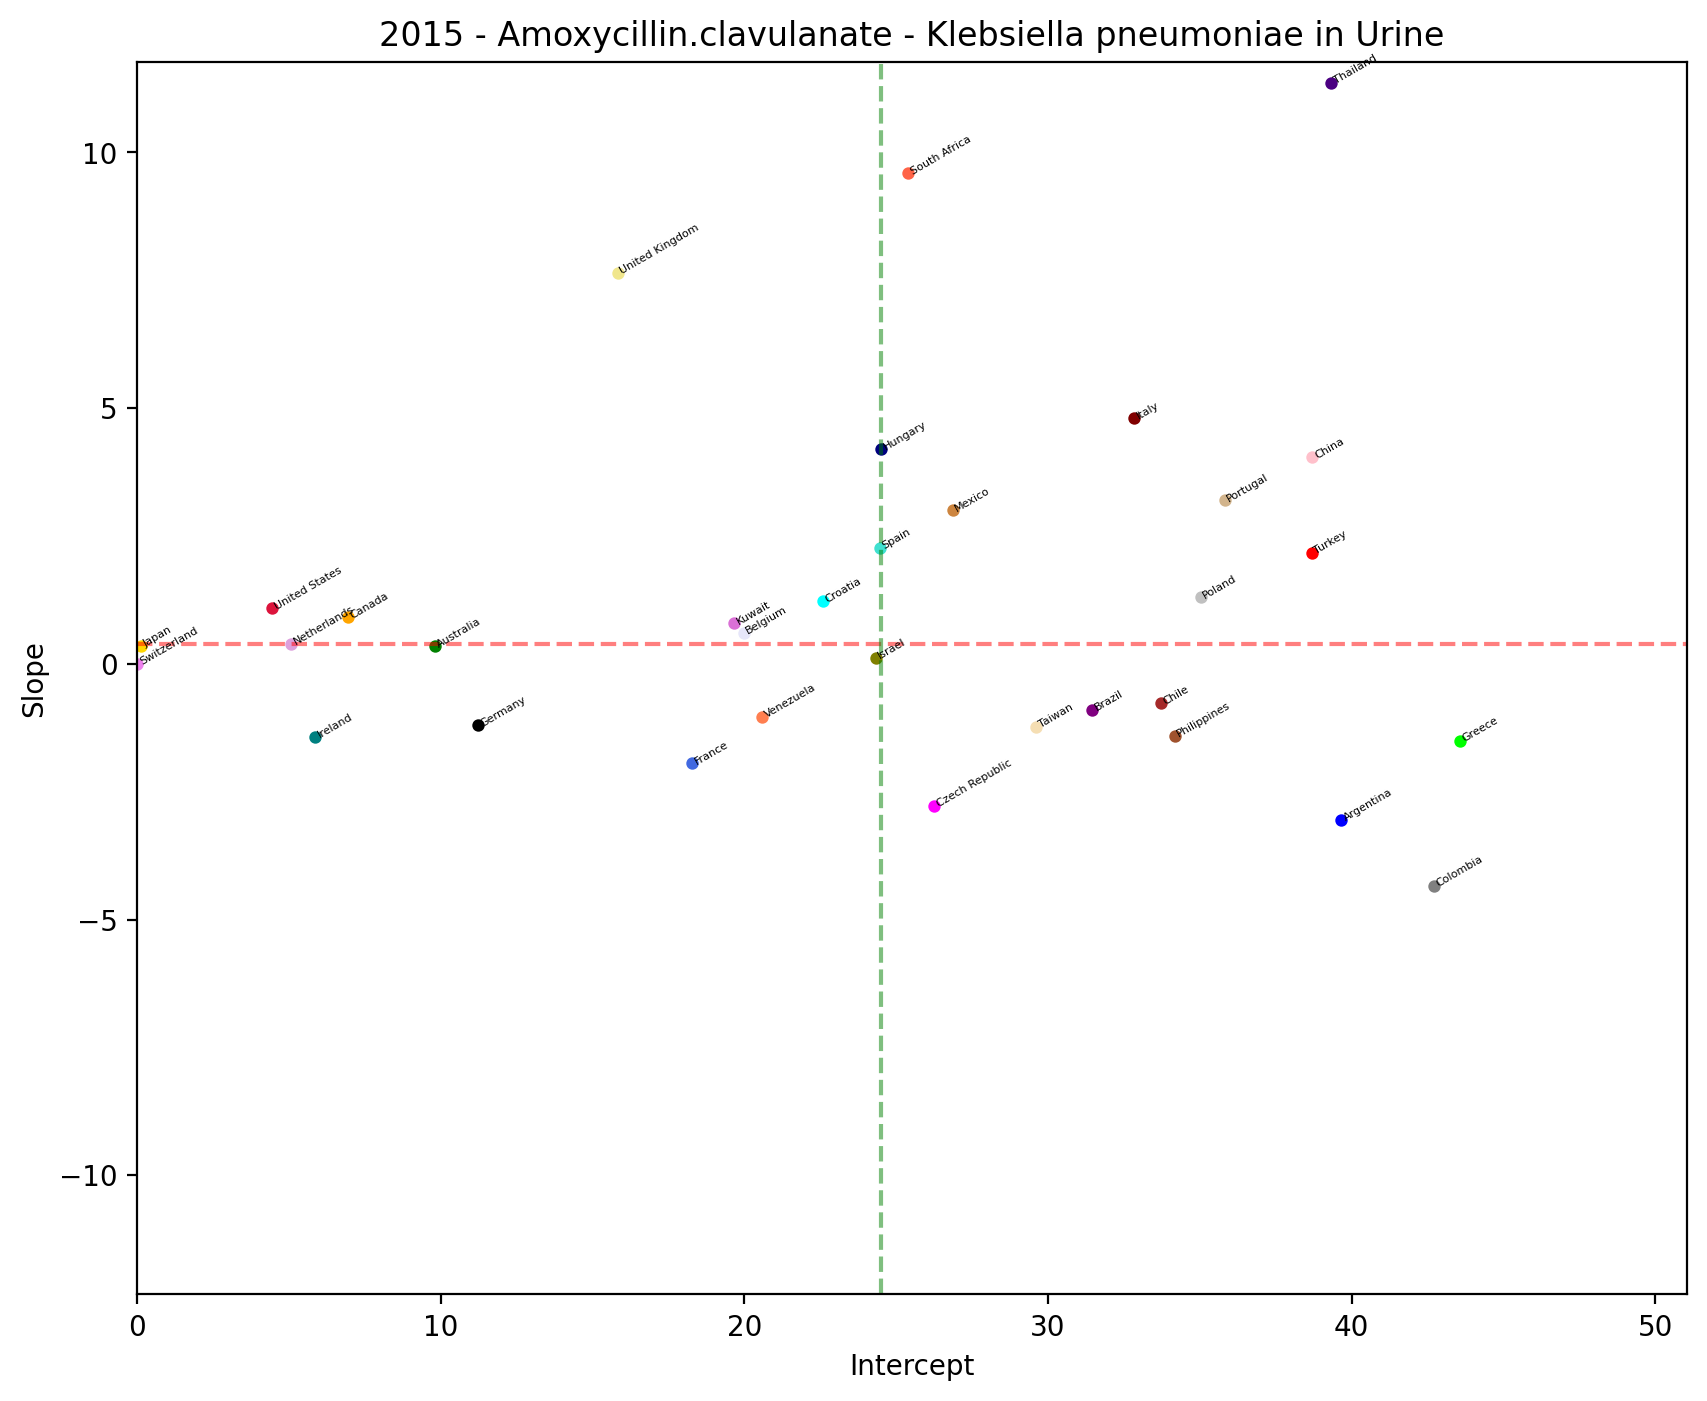 2015 - Amoxycillin.clavulanate - Klebsiella pneumoniae in Urine
Thailand
10
South Africa
United Kingdom
5
Italy
Hungary
China
Portugal
Mexico
Spain
Turkey
United States
Canada
Croatia
Poland
Netherlands
Kuwait
Belgium
Japan
Switzerland
Australia
Israel
0
Slope
Ireland
Germany
Venezuela
France
Taiwan
Brazil
Chile
Philippines
Greece
Czech Republic
Argentina
Colombia
−5
−10
0
10
20
30
40
50
Intercept